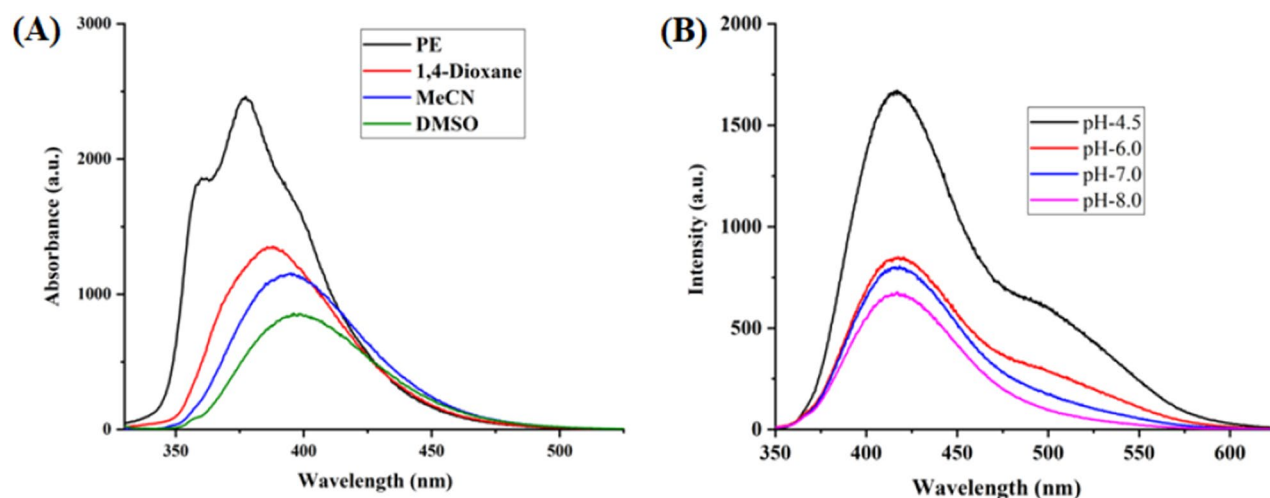 (A)
3000
2000
1000
0
Absorbance (a.u.)
PE
1,4-Dioxane
MeCN
DMSO
350
400
450
500
Wavelength (nm)
(B)
2000
1500
1000
500
0
Intensity (a.u.)
pH-4.5
pH-6.0
pH-7.0
pH-8.0
350
400
450
500
550
600
Wavelength (nm)